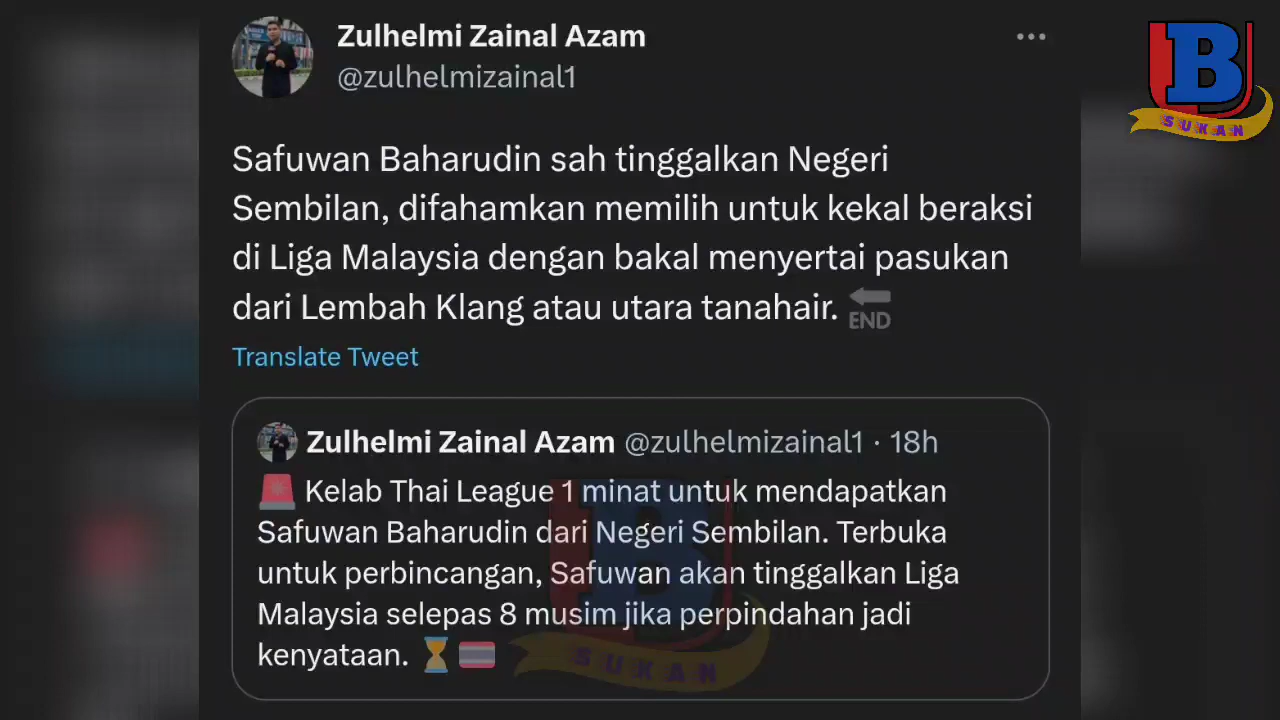 Zulhelmi Zainal Azam
@zulhelmizainal1
B
SUKAN
Safuwan Baharudin sah tinggalkan Negeri
Sembilan, difahamkan memilih untuk kekal beraksi
di Liga Malaysia dengan bakal menyertai pasukan
dari Lembah Klang atau utara tanahair. 🔚
Translate Tweet
Zulhelmi Zainal Azam @zulhelmizainal1 · 18h
🚨 Kelab Thai League 1 minat untuk mendapatkan
Safuwan Baharudin dari Negeri Sembilan. Terbuka
untuk perbincangan, Safuwan akan tinggalkan Liga
Malaysia selepas 8 musim jika perpindahan jadi
kenyataan. ⏳🇹🇭
B
SUKAN